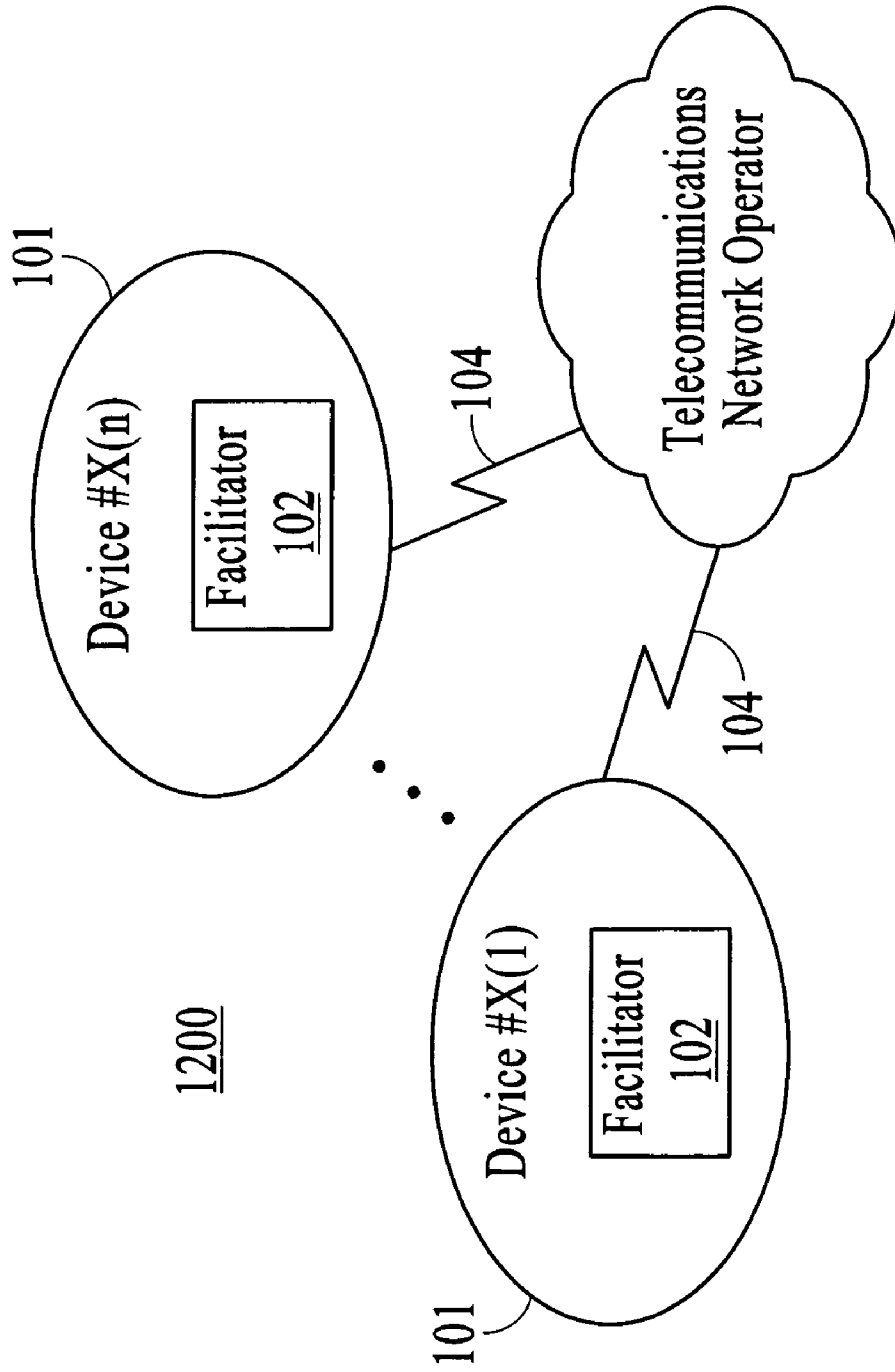 1200
101
Device #X(n)
Facilitator
102
104
Telecommunications
Network Operator
104
Device #X(1)
Facilitator
102
101